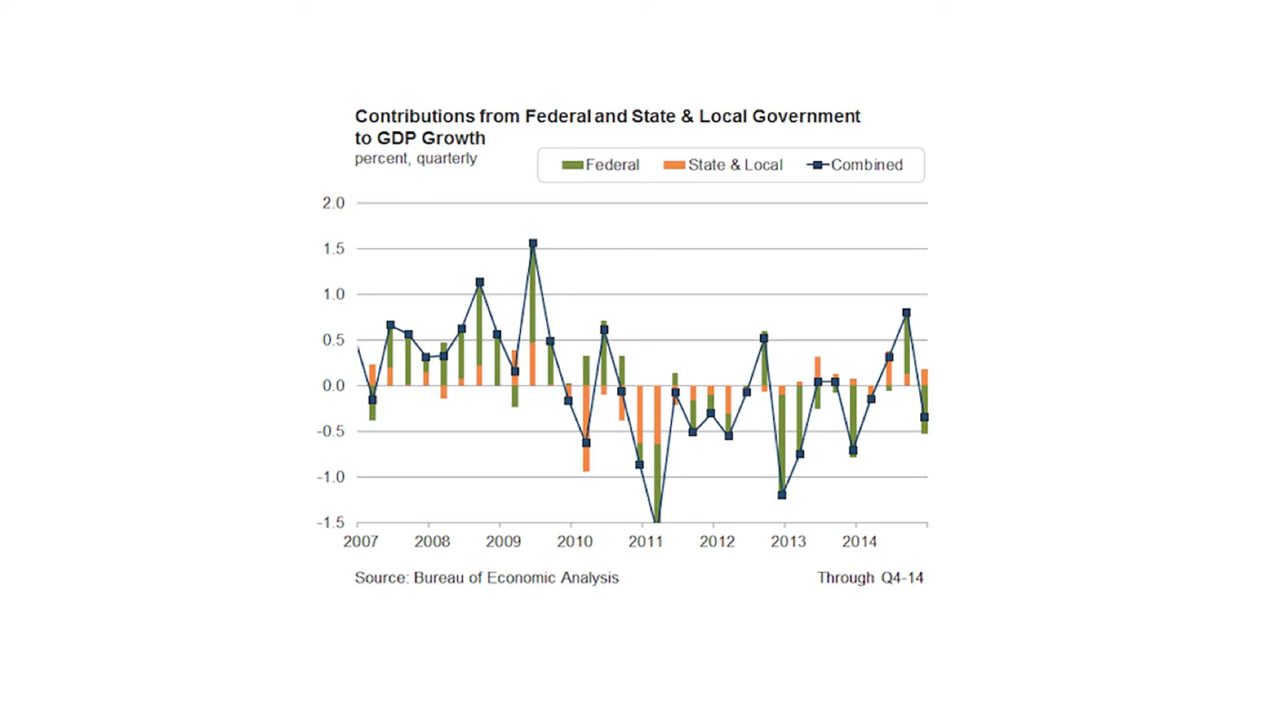 Contributions from Federal and State & Local Government
to GDP Growth
percent, quarterly
Federal State & Local Combined
2.0
1.5
1.0
0.5
0.0
-0.5
-1.0
-1.5
2007 2008 2009 2010 2011 2012 2013 2014
Source: Bureau of Economic Analysis Through Q4-14